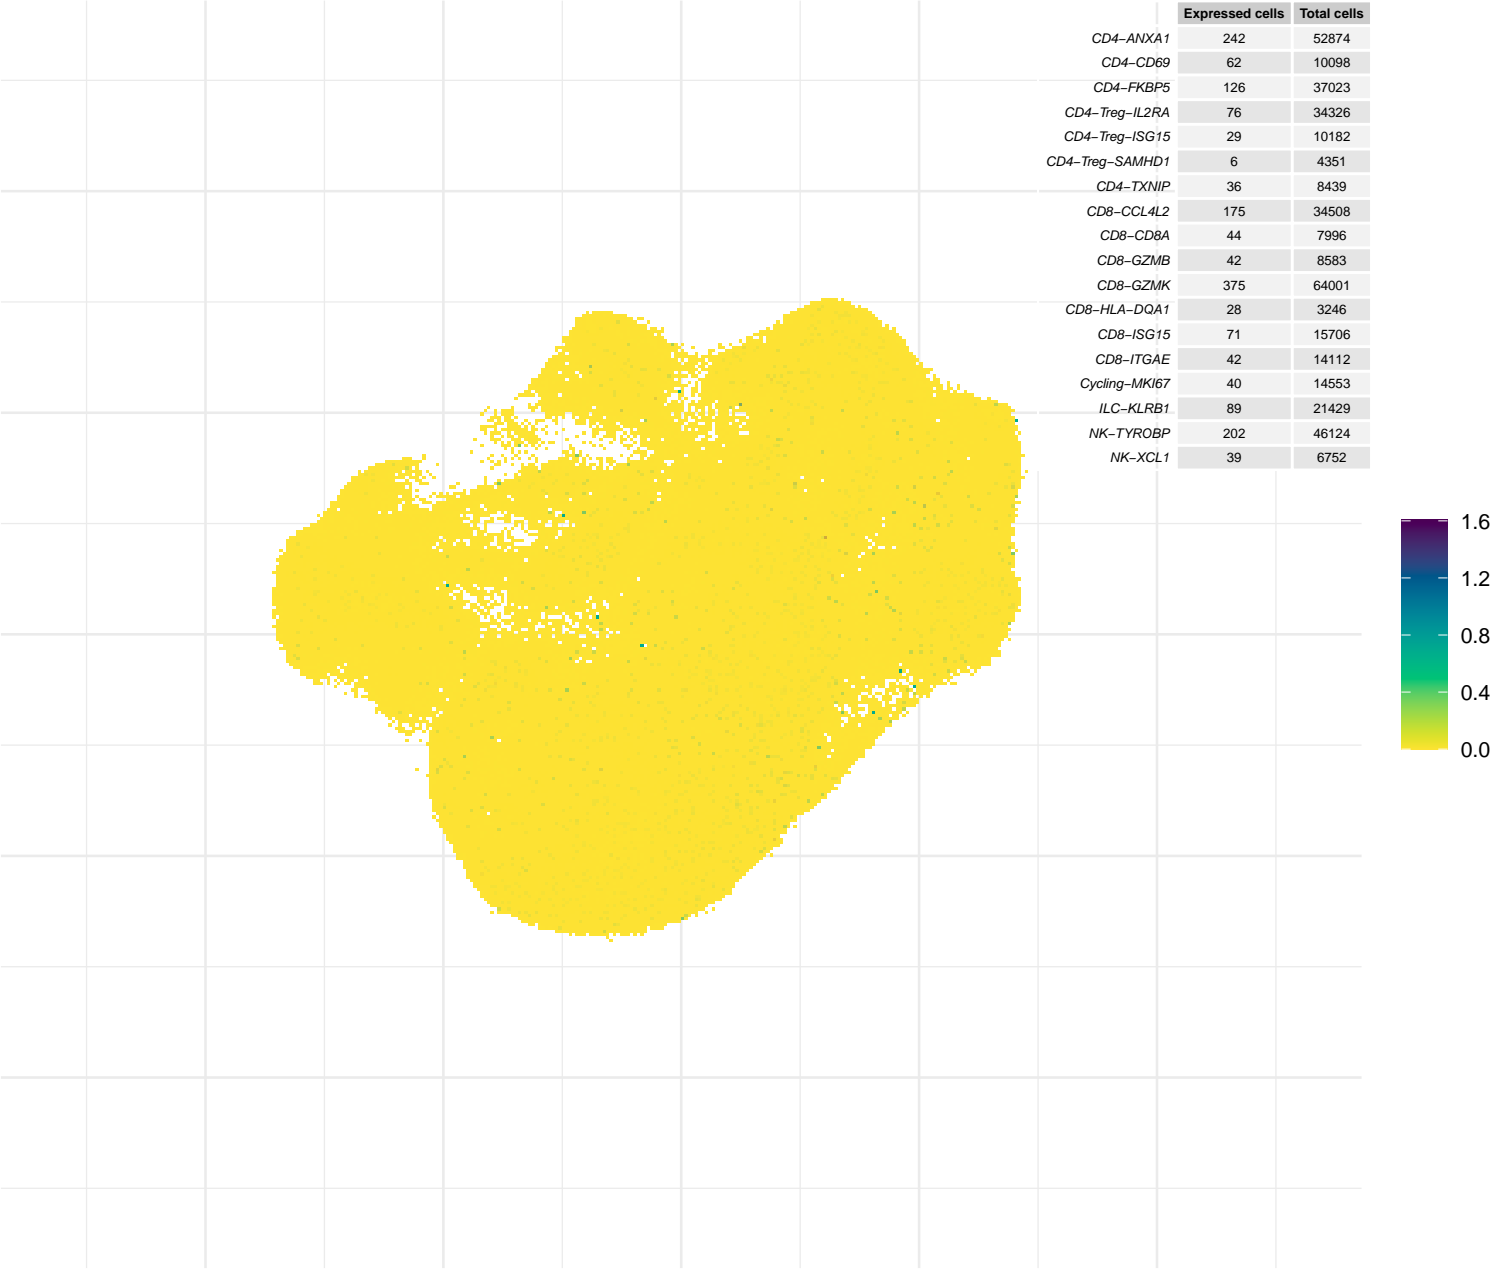 Expressed cells Total cells
CD4−ANXA1 242 52874
CD4−CD69 62 10098
CD4−FKBP5 126 37023
CD4−Treg−IL2RA 76 34326
CD4−Treg−ISG15 29 10182
CD4−Treg−SAMHD1 6 4351
CD4−TXNIP 36 8439
CD8−CCL4L2 175 34508
CD8−CD8A 44 7996
CD8−GZMB 42 8583
CD8−GZMK 375 64001
CD8−HLA−DQA1 28 3246
CD8−ISG15 71 15706
CD8−ITGAE 42 14112
Cycling−MKI67 40 14553
ILC−KLRB1 89 21429
NK−TYROBP 202 46124
NK−XCL1 39 6752
1.6
1.2
0.8
0.4
0.0